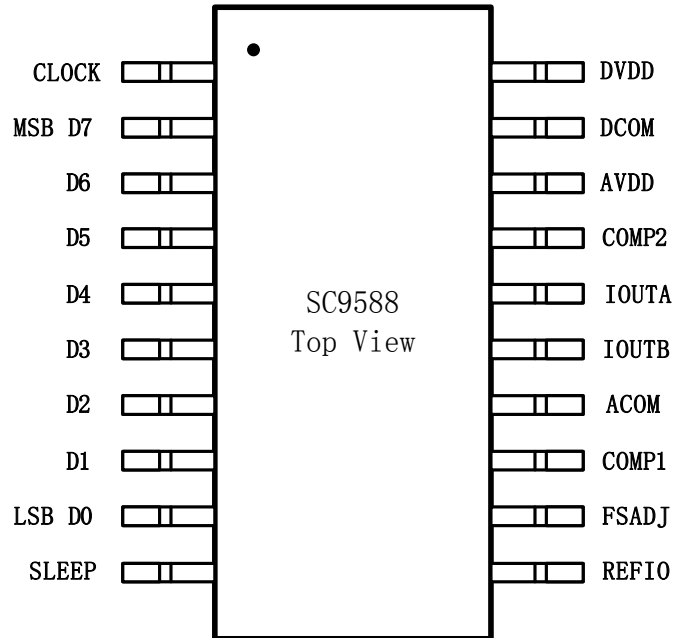 CLOCK
MSB D7
D6
D5
D4
D3
D2
D1
LSB D0
SLEEP
SC9588
Top View
DVDD
DCOM
AVDD
COMP2
IOUTA
IOUTB
ACOM
COMP1
FSADJ
REFIO